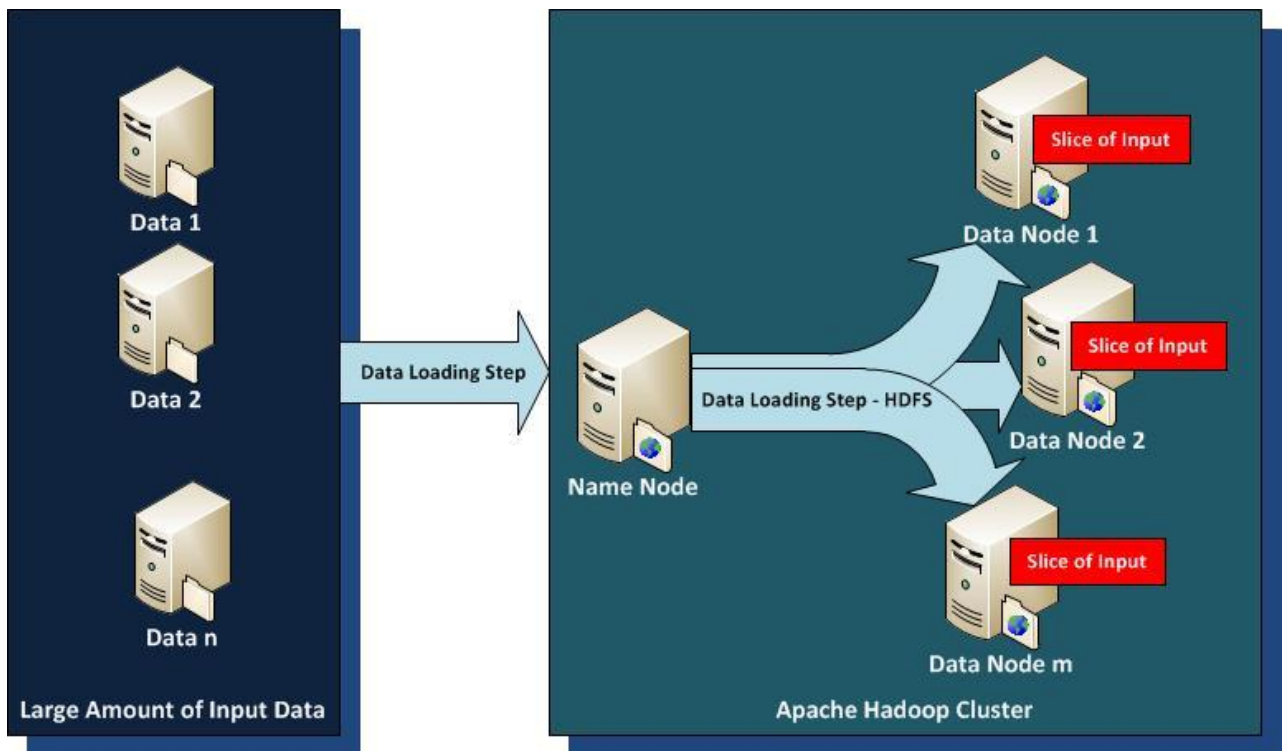 Data 1
Data 2
Data n
Large Amount of Input Data
Data Loading Step
Name Node
Data Loading Step - HDFS
Slice of Input
Data Node 1
Slice of Input
Data Node 2
Slice of Input
Data Node m
Apache Hadoop Cluster